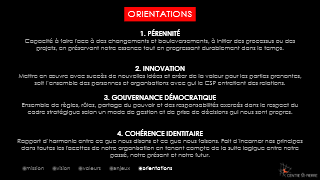 ORIENTATIONS
1. PÉRENNITÉ
Capacité à faire face à des changements et bouleversements, à initier des processus ou des
projets, en préservant notre essence tout en progressant durablement dans le temps.
2. INNOVATION
Mettre en œuvre avec succès de nouvelles idées et créer de la valeur pour les parties prenantes,
soit l'ensemble des personnes et organisations avec qui le CSP entretient des relations.
3. GOUVERNANCE DÉMOCRATIQUE
Ensemble de règles, rôles, partage du pouvoir et des responsabilités exercés dans le respect du
cadre stratégique selon un mode de gestion et de prise de décisions qui nous sont propres.
4. COHÉRENCE IDENTITAIRE
Rapport d'harmonie entre ce que nous disons et ce que nous faisons. Fait d'incarner nos principes
dans toutes les facettes de notre organisation en tenant compte de la suite logique entre notre
passé, notre présent et notre futur.
@mission @vision @valeurs @enjeux @orientations